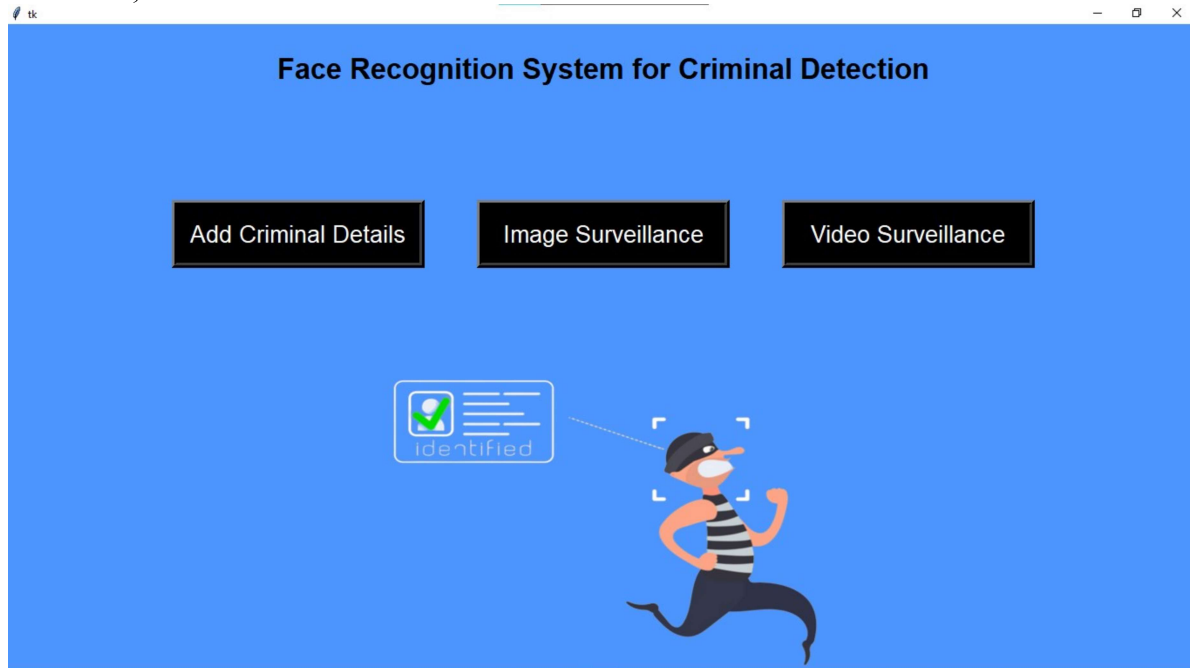 tk
Face Recognition System for Criminal Detection
Add Criminal Details
Image Surveillance
Video Surveillance
identified